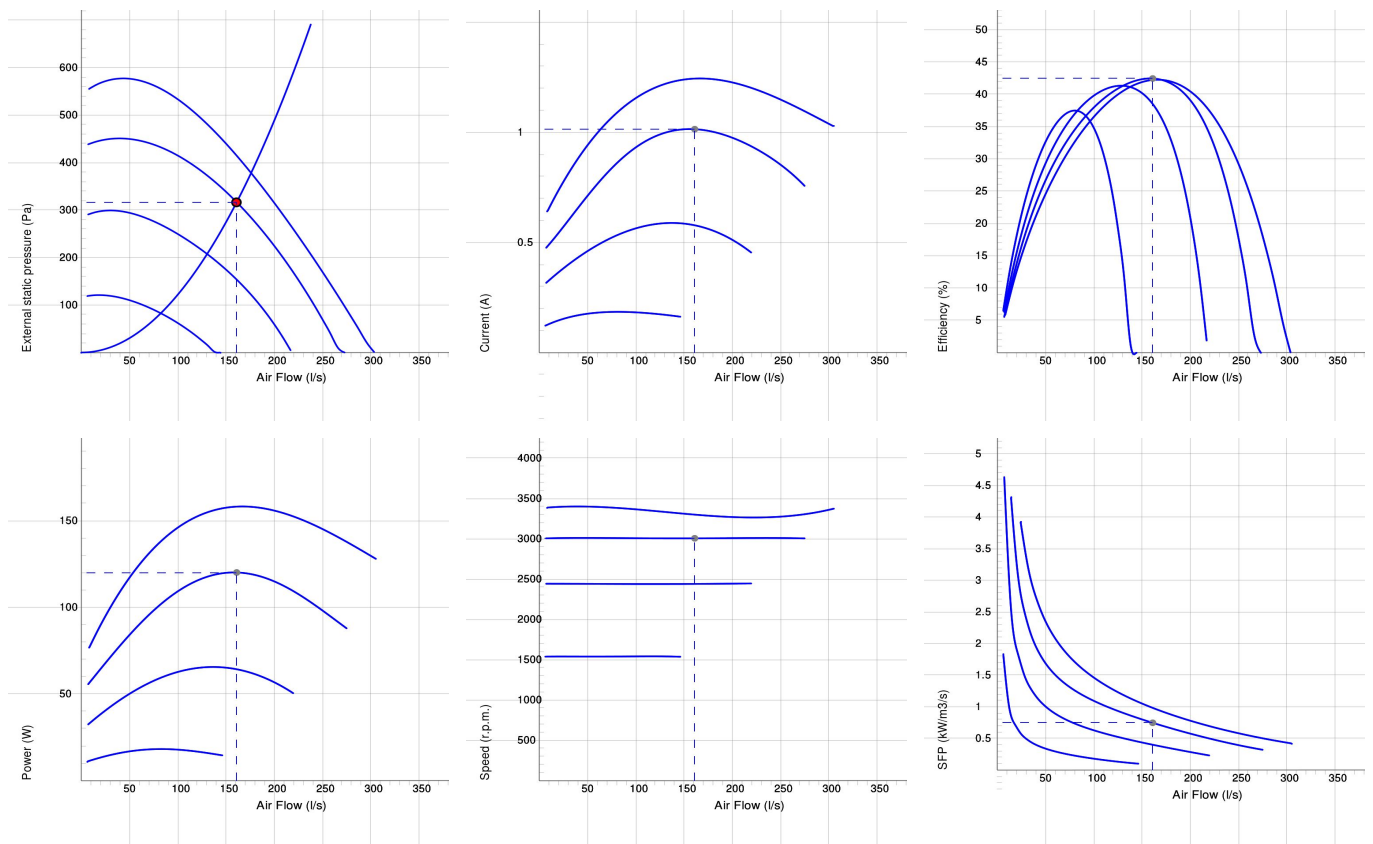 External static pressure (Pa)
600
500
400
300
200
100
50 100 150 200 250 300 350
Air Flow (l/s)
Current (A)
1
0.5
50 100 150 200 250 300 350
Air Flow (l/s)
Efficiency (%)
50
45
40
35
30
25
20
15
10
5
50 100 150 200 250 300 350
Air Flow (l/s)
Power (W)
150
100
50
50 100 150 200 250 300 350
Air Flow (l/s)
Speed (r.p.m.)
4000
3500
3000
2500
2000
1500
1000
500
50 100 150 200 250 300 350
Air Flow (l/s)
SFP (kW/m3/s)
5
4.5
4
3.5
3
2.5
2
1.5
1
0.5
50 100 150 200 250 300 350
Air Flow (l/s)